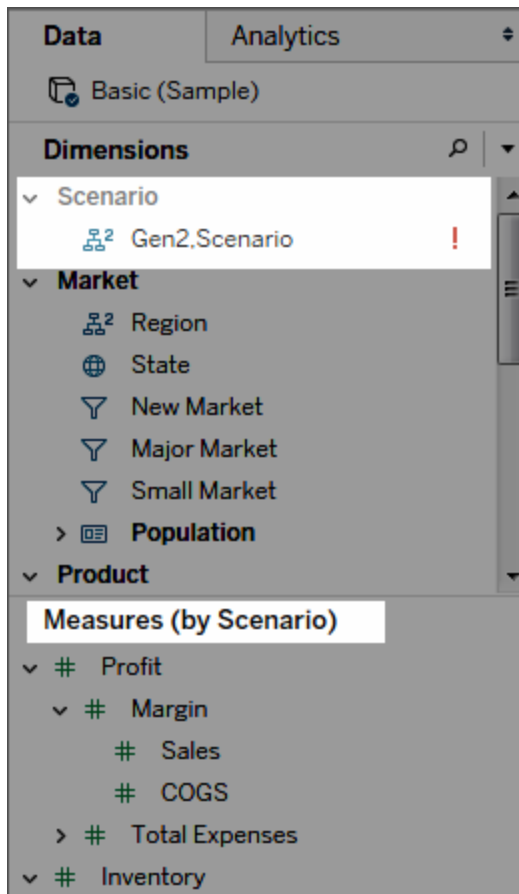 Data Analytics
Basic (Sample)
Dimensions
Scenario
Gen2,Scenario !
Market
Region
State
New Market
Major Market
Small Market
Population
Product
Measures (by Scenario)
Profit
Margin
Sales
COGS
Total Expenses
Inventory